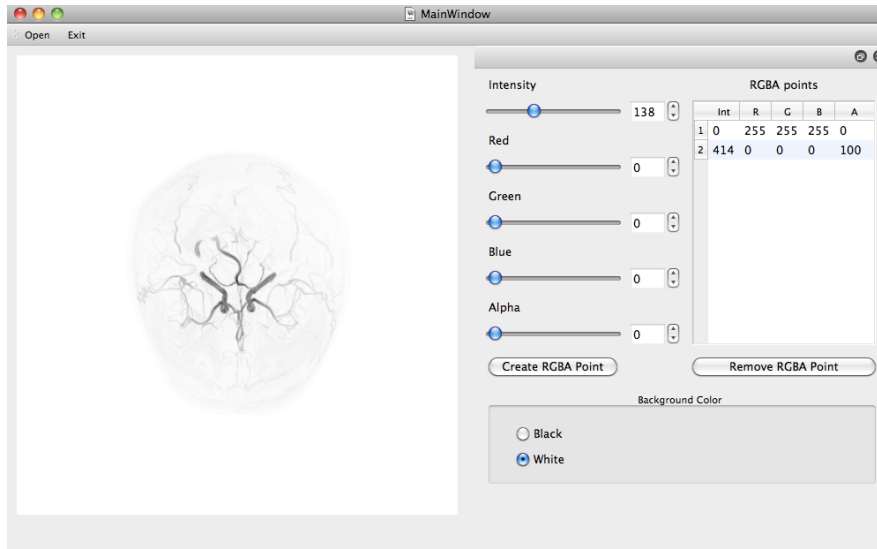 MainWindow
Open Exit
Intensity
138
Red
0
Green
0
Blue
0
Alpha
0
Create RGBA Point
RGBA points
Int R G B A
1 0 255 255 255 0
2 414 0 0 0 100
Remove RGBA Point
Background Color
Black
White